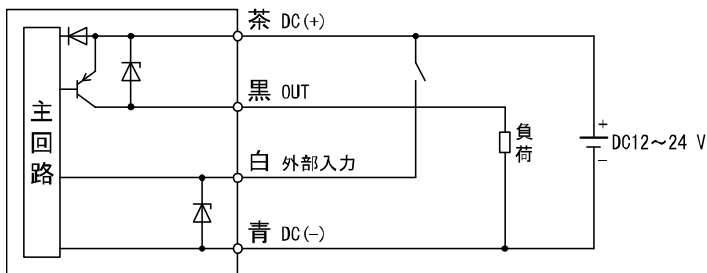 茶 DC(+)
主回路
黒 OUT
白 外部入力
負荷
+
DC12～24 V
−
青 DC(−)